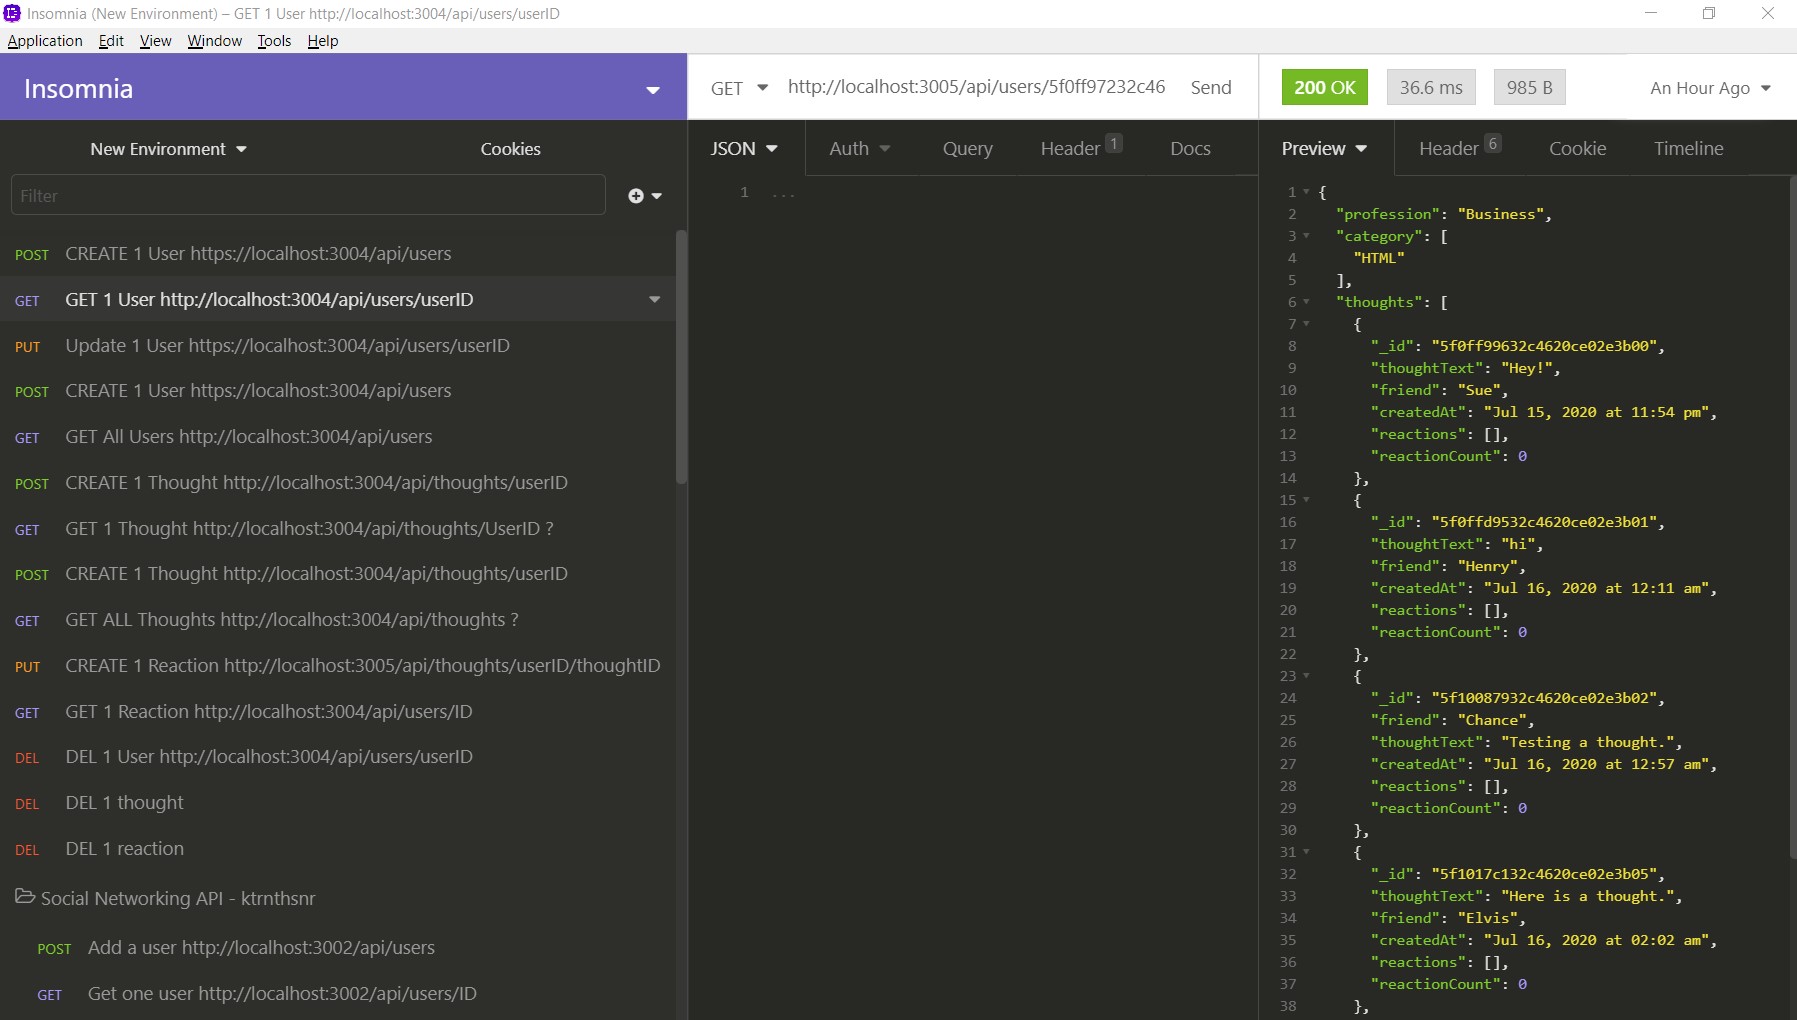 Insomnia (New Environment) – GET 1 User http://localhost:3004/api/users/userID
Application Edit View Window Tools Help
Insomnia
GET http://localhost:3005/api/users/5f0ff97232c46 Send
200 OK 36.6 ms 985 B An Hour Ago
New Environment Cookies
JSON Auth Query Header 1 Docs
Preview Header 6 Cookie Timeline
Filter
POST CREATE 1 User https://localhost:3004/api/users
GET GET 1 User http://localhost:3004/api/users/userID
PUT Update 1 User https://localhost:3004/api/users/userID
POST CREATE 1 User https://localhost:3004/api/users
GET GET All Users http://localhost:3004/api/users
POST CREATE 1 Thought http://localhost:3004/api/thoughts/userID
GET GET 1 Thought http://localhost:3004/api/thoughts/UserID ?
POST CREATE 1 Thought http://localhost:3004/api/thoughts/userID
GET GET ALL Thoughts http://localhost:3004/api/thoughts ?
PUT CREATE 1 Reaction http://localhost:3005/api/thoughts/userID/thoughtID
GET GET 1 Reaction http://localhost:3004/api/users/ID
DEL DEL 1 User http://localhost:3004/api/users/userID
DEL DEL 1 thought
DEL DEL 1 reaction
Social Networking API - ktrnthsnr
POST Add a user http://localhost:3002/api/users
GET Get one user http://localhost:3002/api/users/ID
1 ...
1 {
2 "profession": "Business",
3 "category": [
4 "HTML"
5 ],
6 "thoughts": [
7 {
8 "_id": "5f0ff99632c4620ce02e3b00",
9 "thoughtText": "Hey!",
10 "friend": "Sue",
11 "createdAt": "Jul 15, 2020 at 11:54 pm",
12 "reactions": [],
13 "reactionCount": 0
14 },
15 {
16 "_id": "5f0ffd9532c4620ce02e3b01",
17 "thoughtText": "hi",
18 "friend": "Henry",
19 "createdAt": "Jul 16, 2020 at 12:11 am",
20 "reactions": [],
21 "reactionCount": 0
22 },
23 {
24 "_id": "5f10087932c4620ce02e3b02",
25 "friend": "Chance",
26 "thoughtText": "Testing a thought.",
27 "createdAt": "Jul 16, 2020 at 12:57 am",
28 "reactions": [],
29 "reactionCount": 0
30 },
31 {
32 "_id": "5f1017c132c4620ce02e3b05",
33 "thoughtText": "Here is a thought.",
34 "friend": "Elvis",
35 "createdAt": "Jul 16, 2020 at 02:02 am",
36 "reactions": [],
37 "reactionCount": 0
38 },